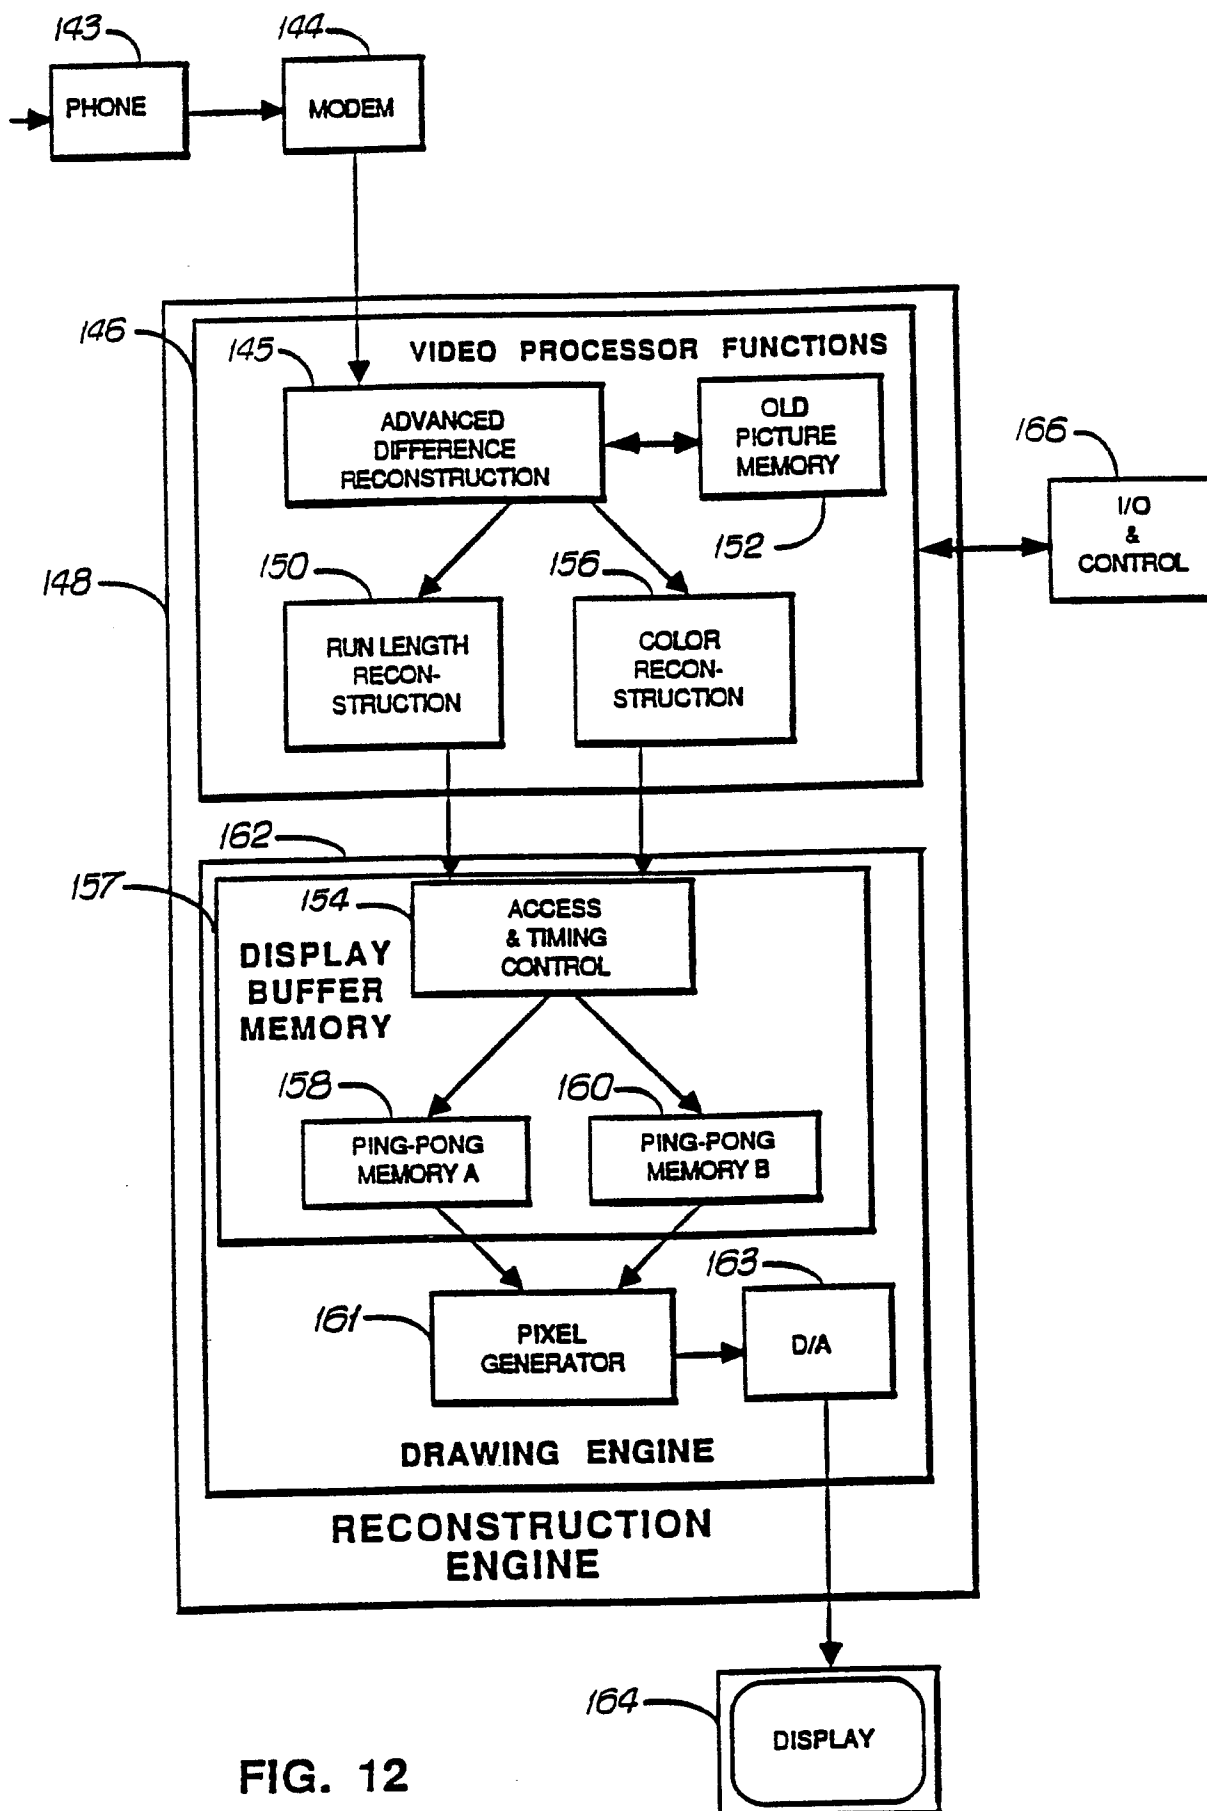 143
144
PHONE
MODEM
146
145
VIDEO PROCESSOR FUNCTIONS
ADVANCED
DIFFERENCE
RECONSTRUCTION
OLD
PICTURE
MEMORY
166
I/O
&
CONTROL
152
148
150
156
RUN LENGTH
RECON-
STRUCTION
COLOR
RECON-
STRUCTION
162
157
154
ACCESS
& TIMING
CONTROL
DISPLAY
BUFFER
MEMORY
158
160
PING-PONG
MEMORY A
PING-PONG
MEMORY B
163
161
PIXEL
GENERATOR
D/A
DRAWING ENGINE
RECONSTRUCTION
ENGINE
164
DISPLAY
FIG. 12